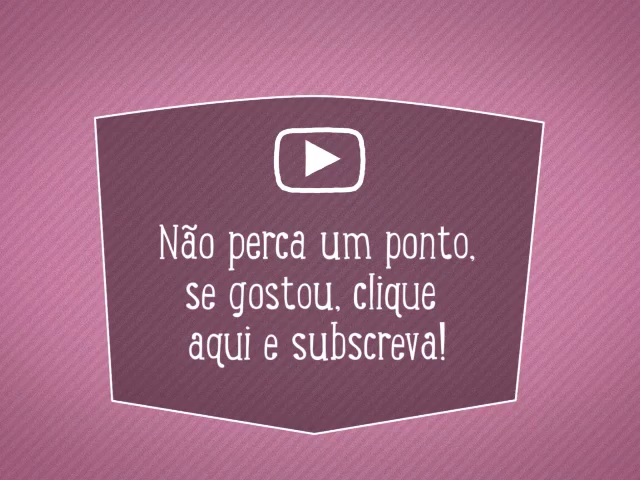 Não perca um ponto,
se gostou, clique
aqui e subscreva!